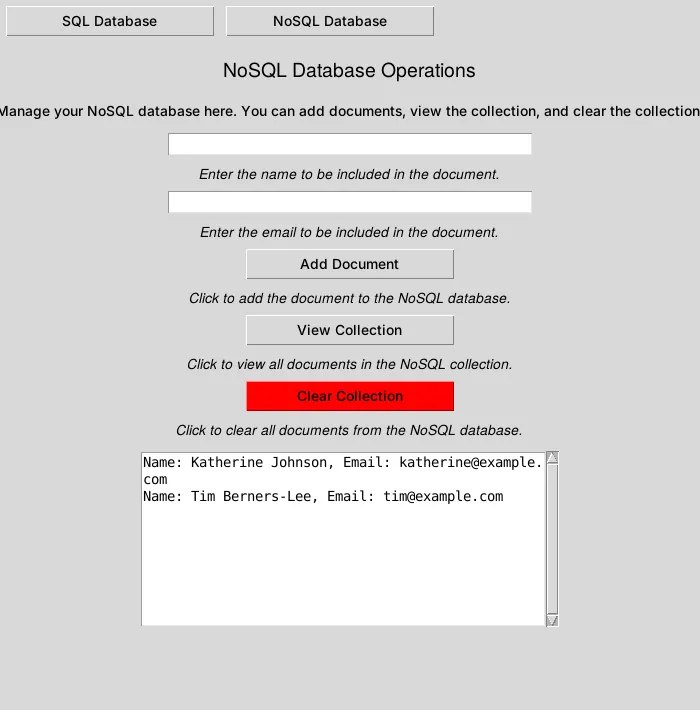 SQL Database
NoSQL Database
NoSQL Database Operations
Manage your NoSQL database here. You can add documents, view the collection, and clear the collection
Enter the name to be included in the document.
Enter the email to be included in the document.
Add Document
Click to add the document to the NoSQL database.
View Collection
Click to view all documents in the NoSQL collection.
Clear Collection
Click to clear all documents from the NoSQL database.
Name: Katherine Johnson, Email: katherine@example.
com
Name: Tim Berners-Lee, Email: tim@example.com